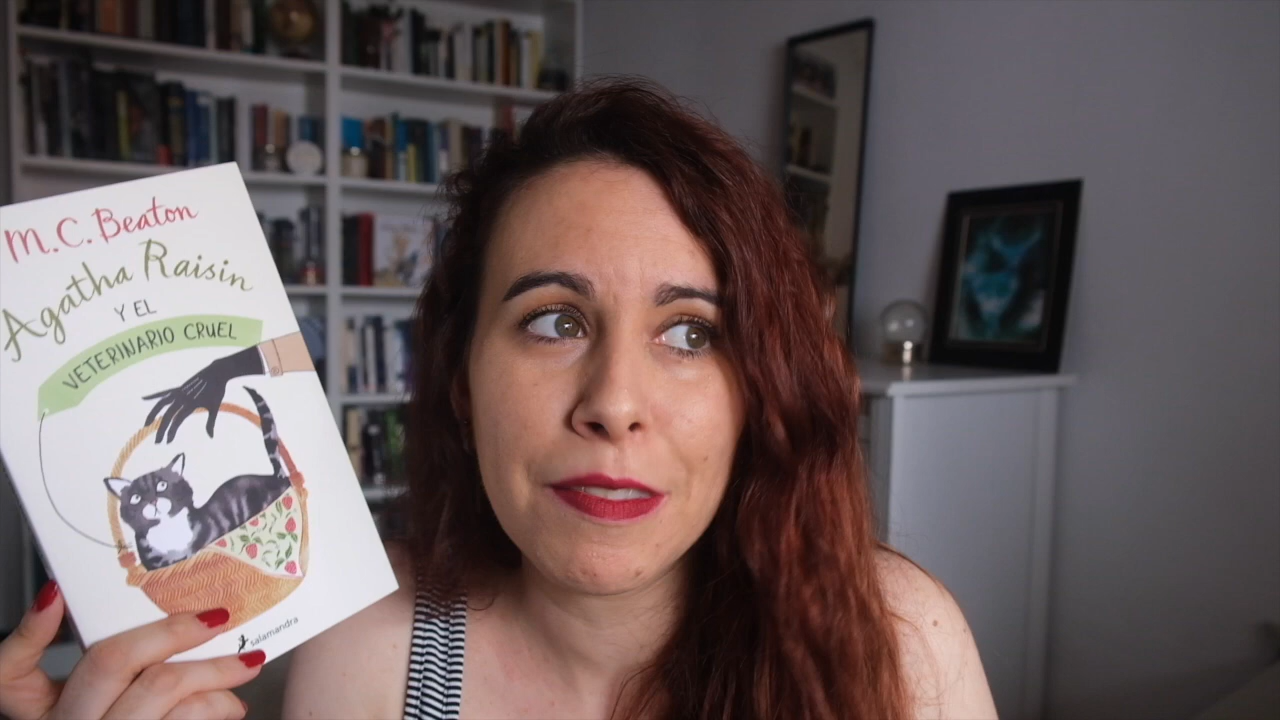 M.C. Beaton
Agatha Raisin
Y EL
VETERINARIO CRUEL
salamandra